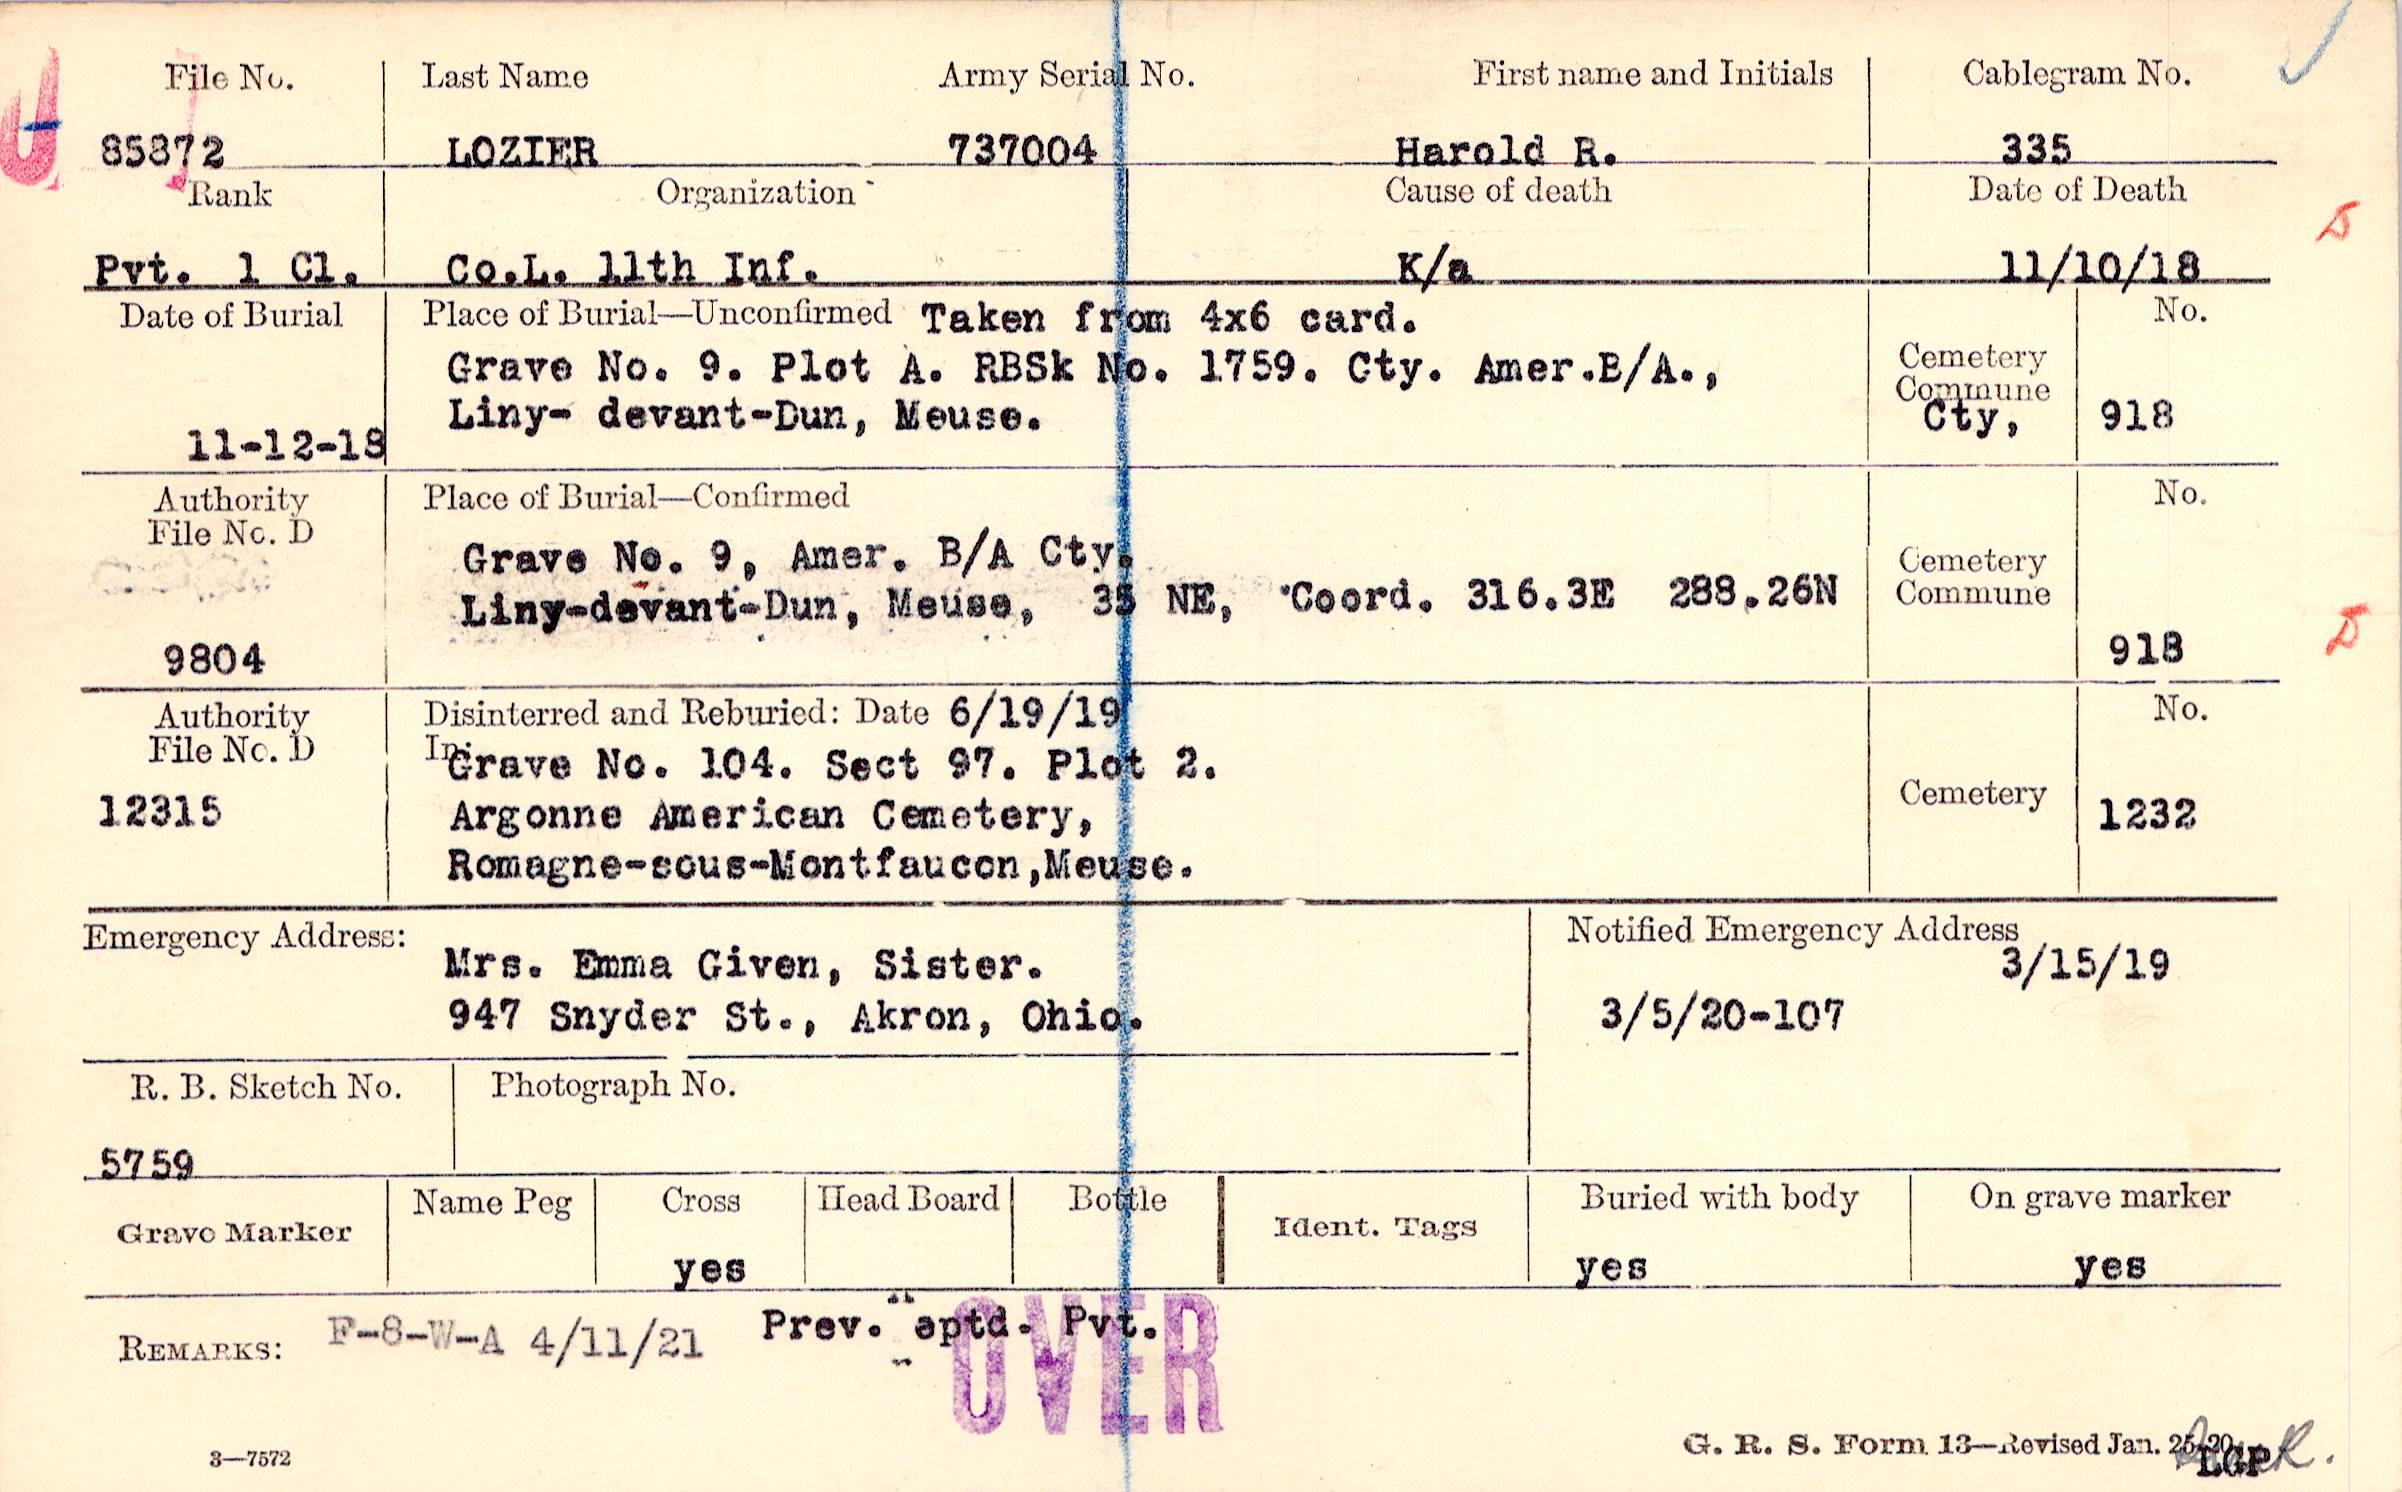 File No. Last Name Army Serial No. First name and Initials Cablegram No.
85872 LOZIER 737004 Harold R. 335
Rank Organization Cause of death Date of Death
Pvt. 1 Cl. Co.L. 11th Inf. K/a 11/10/18
Date of Burial Place of Burial—Unconfirmed Taken from 4x6 card. No.
Grave No. 9. Plot A. RBSk No. 1759. Cty. Amer.B/A., Cemetery
Commune
Liny- devant-Dun, Meuse. Cty, 918
11-12-18
Authority Place of Burial—Confirmed No.
File No. D
Grave No. 9, Amer. B/A Cty. Cemetery
Liny-devant-Dun, Meuse, 35 NE, Coord. 316.3E 288.26N Commune
9804 918
Authority Disinterred and Reburied: Date 6/19/19 No.
File No. D In:
Grave No. 104. Sect 97. Plot 2.
12315 Argonne American Cemetery, Cemetery 1232
Romagne-sous-Montfaucon,Meuse.
Emergency Address: Notified Emergency Address
Mrs. Emma Given, Sister. 3/15/19
947 Snyder St., Akron, Ohio. 3/5/20-107
R. B. Sketch No. Photograph No.
5759
Grave Marker Name Peg Cross Head Board Bottle Ident. Tags Buried with body On grave marker
yes yes yes
REMARKS: F-8-W-A 4/11/21 Prev. eptd. Pvt.
OVER
3—7572 G. R. S. Form 13—Revised Jan. 25-20
LGP